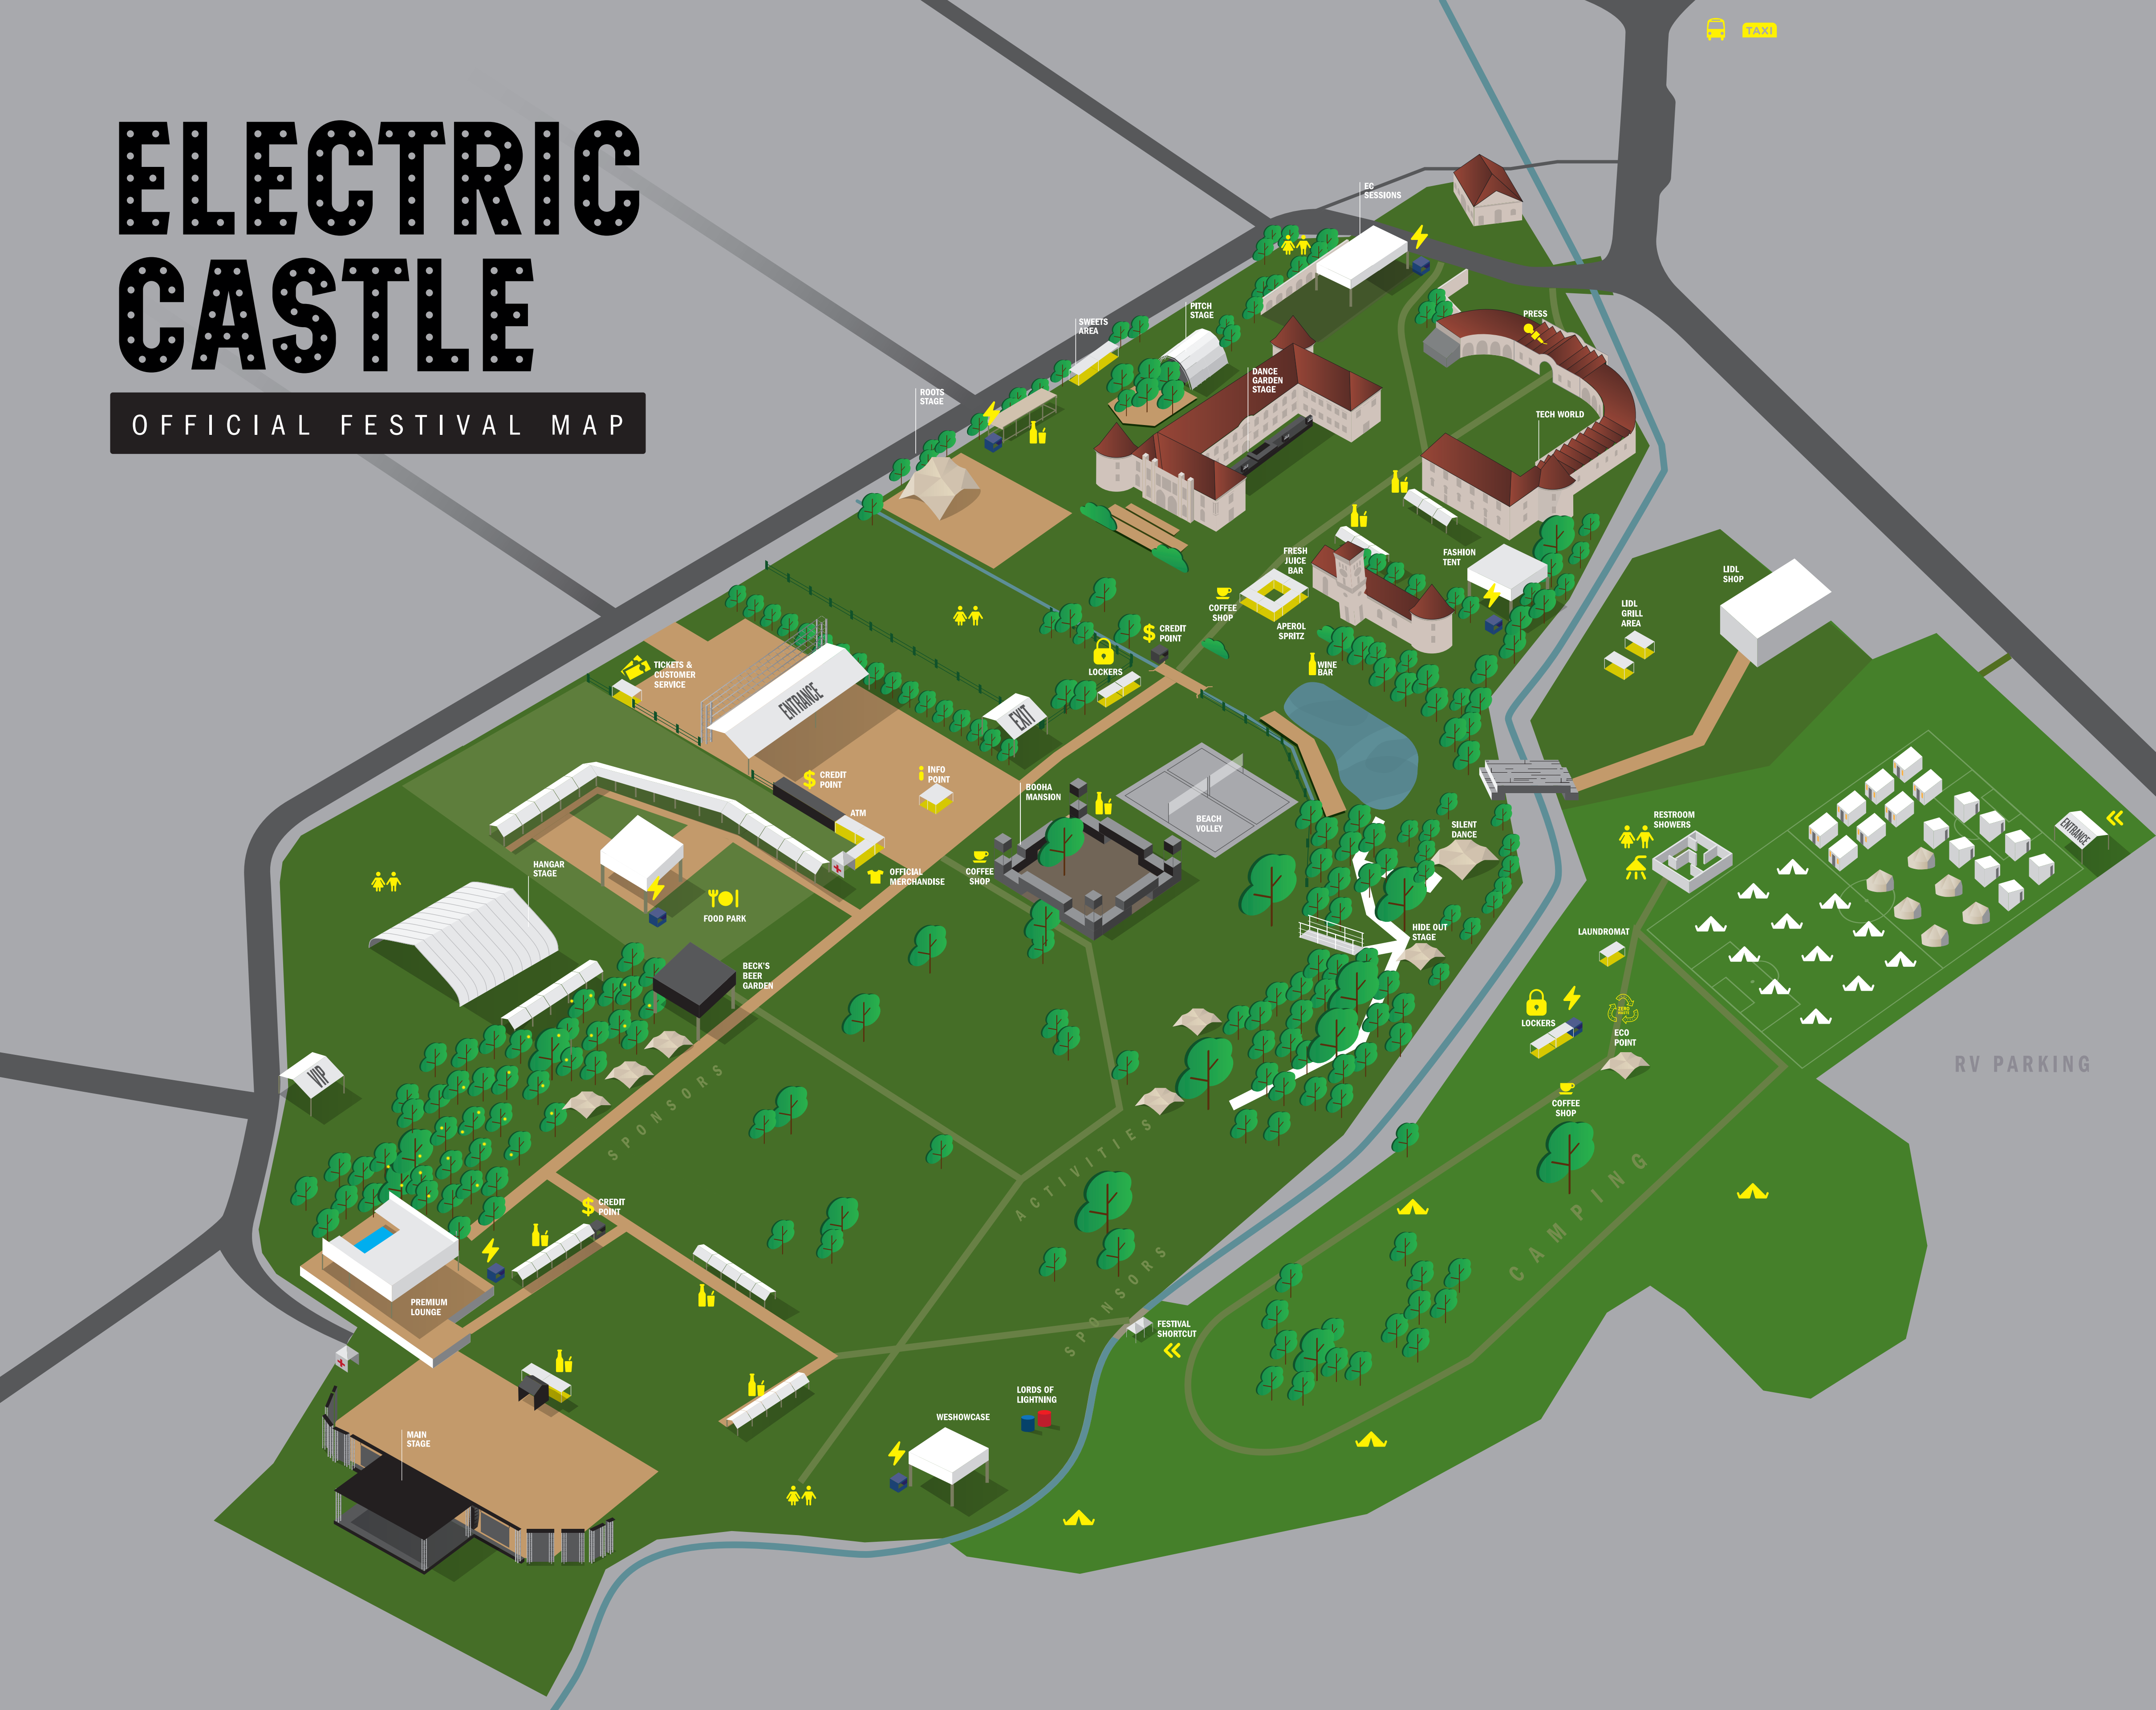 ELECTRIC
CASTLE
OFFICIAL FESTIVAL MAP
TAXI
EC
SESSIONS
PITCH
STAGE
SWEETS
AREA
PRESS
DANCE
GARDEN
STAGE
ROOTS
STAGE
TECH WORLD
FRESH
JUICE
BAR
FASHION
TENT
LIDL
SHOP
COFFEE
SHOP
LIDL
GRILL
AREA
APEROL
SPRITZ
CREDIT
POINT
TICKETS &
CUSTOMER
SERVICE
LOCKERS
WINE
BAR
ENTRANCE
EXIT
CREDIT
POINT
INFO
POINT
BOOHA
MANSION
ATM
BEACH
VOLLEY
SILENT
DANCE
RESTROOM
SHOWERS
ENTRANCE
HANGAR
STAGE
OFFICIAL
MERCHANDISE
COFFEE
SHOP
FOOD PARK
HIDE OUT
STAGE
LAUNDROMAT
BECK'S
BEER
GARDEN
ZERO
WASTE
LOCKERS
ECO
POINT
RV PARKING
VIP
COFFEE
SHOP
SPONSORS
ACTIVITIES
CAMPING
CREDIT
POINT
SPONSORS
PREMIUM
LOUNGE
FESTIVAL
SHORTCUT
LORDS OF
LIGHTNING
WESHOWCASE
MAIN
STAGE